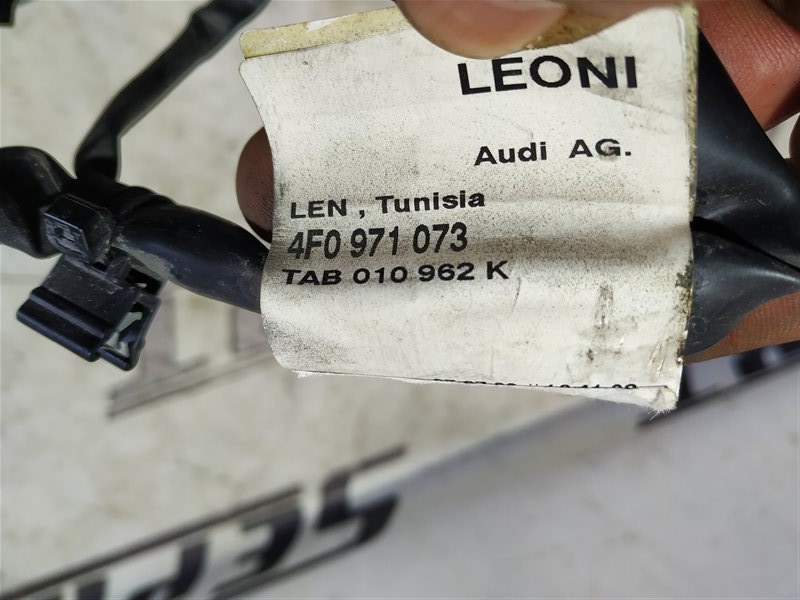 LEONI
Audi AG.
LEN , Tunisia
4F0 971 073
TAB 010 962 K